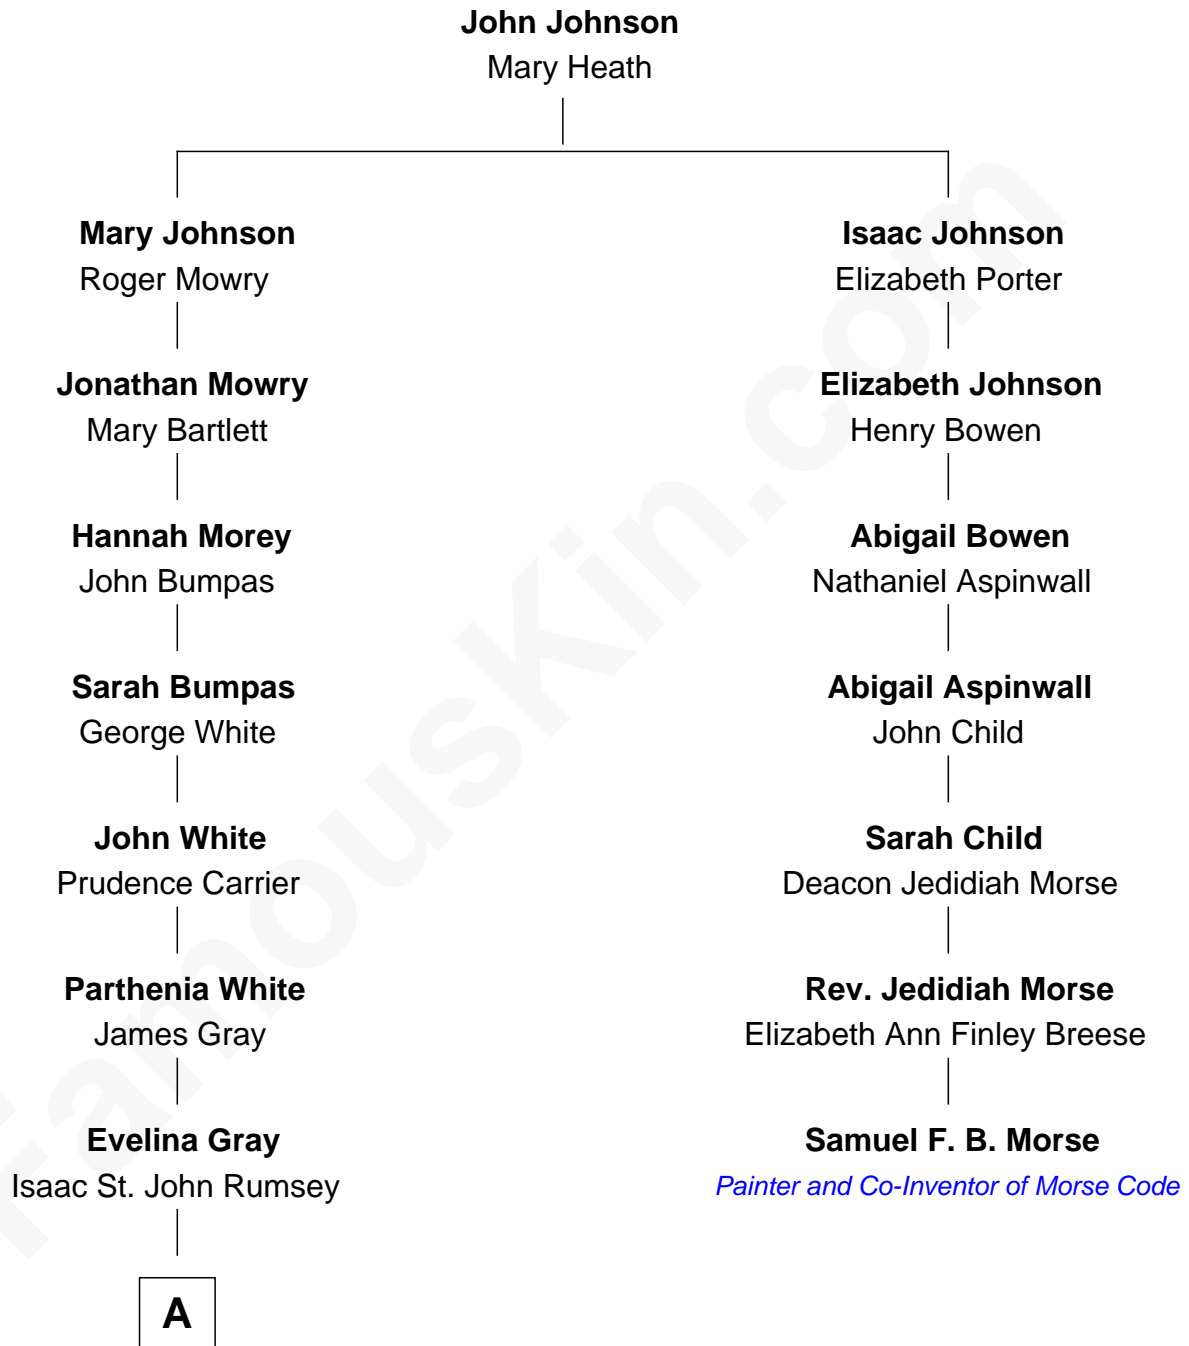 John Johnson
Mary Heath
Mary Johnson
Roger Mowry
Isaac Johnson
Elizabeth Porter
Jonathan Mowry
Mary Bartlett
Elizabeth Johnson
Henry Bowen
Hannah Morey
John Bumpas
Abigail Bowen
Nathaniel Aspinwall
Sarah Bumpas
George White
Abigail Aspinwall
John Child
John White
Prudence Carrier
Sarah Child
Deacon Jedidiah Morse
Parthenia White
James Gray
Rev. Jedidiah Morse
Elizabeth Ann Finley Breese
Evelina Gray
Isaac St. John Rumsey
Samuel F. B. Morse
Painter and Co-Inventor of Morse Code
A
FamousKin.com